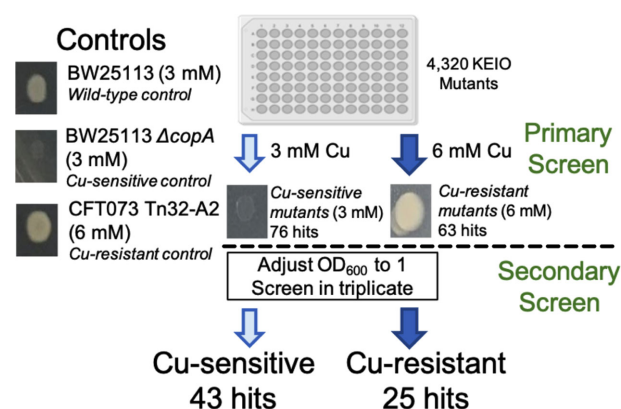 Controls
BW25113 (3 mM)
Wild-type control
BW25113 ΔcopA
(3 mM)
Cu-sensitive control
CFT073 Tn32-A2
(6 mM)
Cu-resistant control
4,320 KEIO
Mutants
3 mM Cu
6 mM Cu
Primary
Screen
Cu-sensitive
mutants (3 mM)
76 hits
Cu-resistant
mutants (6 mM)
63 hits
Adjust OD600 to 1
Screen in triplicate
Secondary
Screen
Cu-sensitive
43 hits
Cu-resistant
25 hits